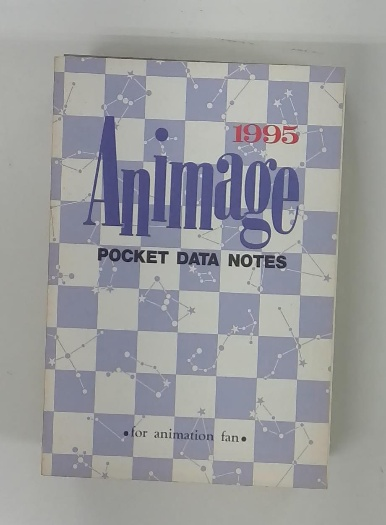 1995
Animage
POCKET DATA NOTES
•for animation fan•